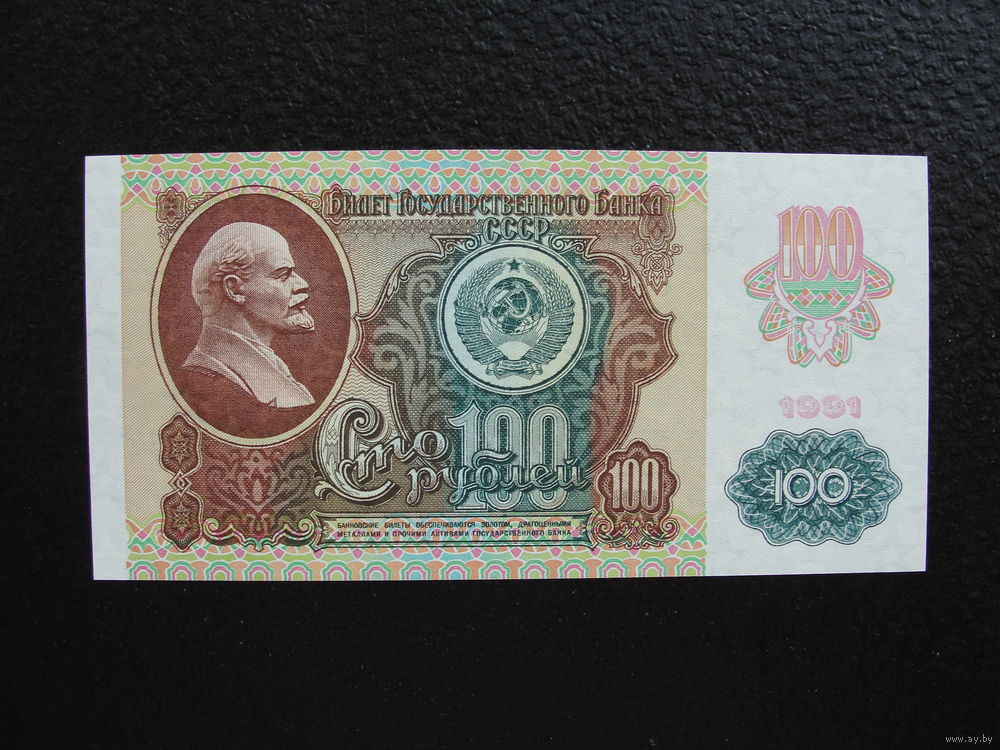 Билет Государственного Банка
СССР
100
1991
Сто 100
рублей
100
100
БАНКОВСКИЕ БИЛЕТЫ ОБЕСПЕЧИВАЮТСЯ ЗОЛОТОМ, ДРАГОЦЕННЫМИ
МЕТАЛЛАМИ И ПРОЧИМИ АКТИВАМИ ГОСУДАРСТВЕННОГО БАНКА
www.ay.by